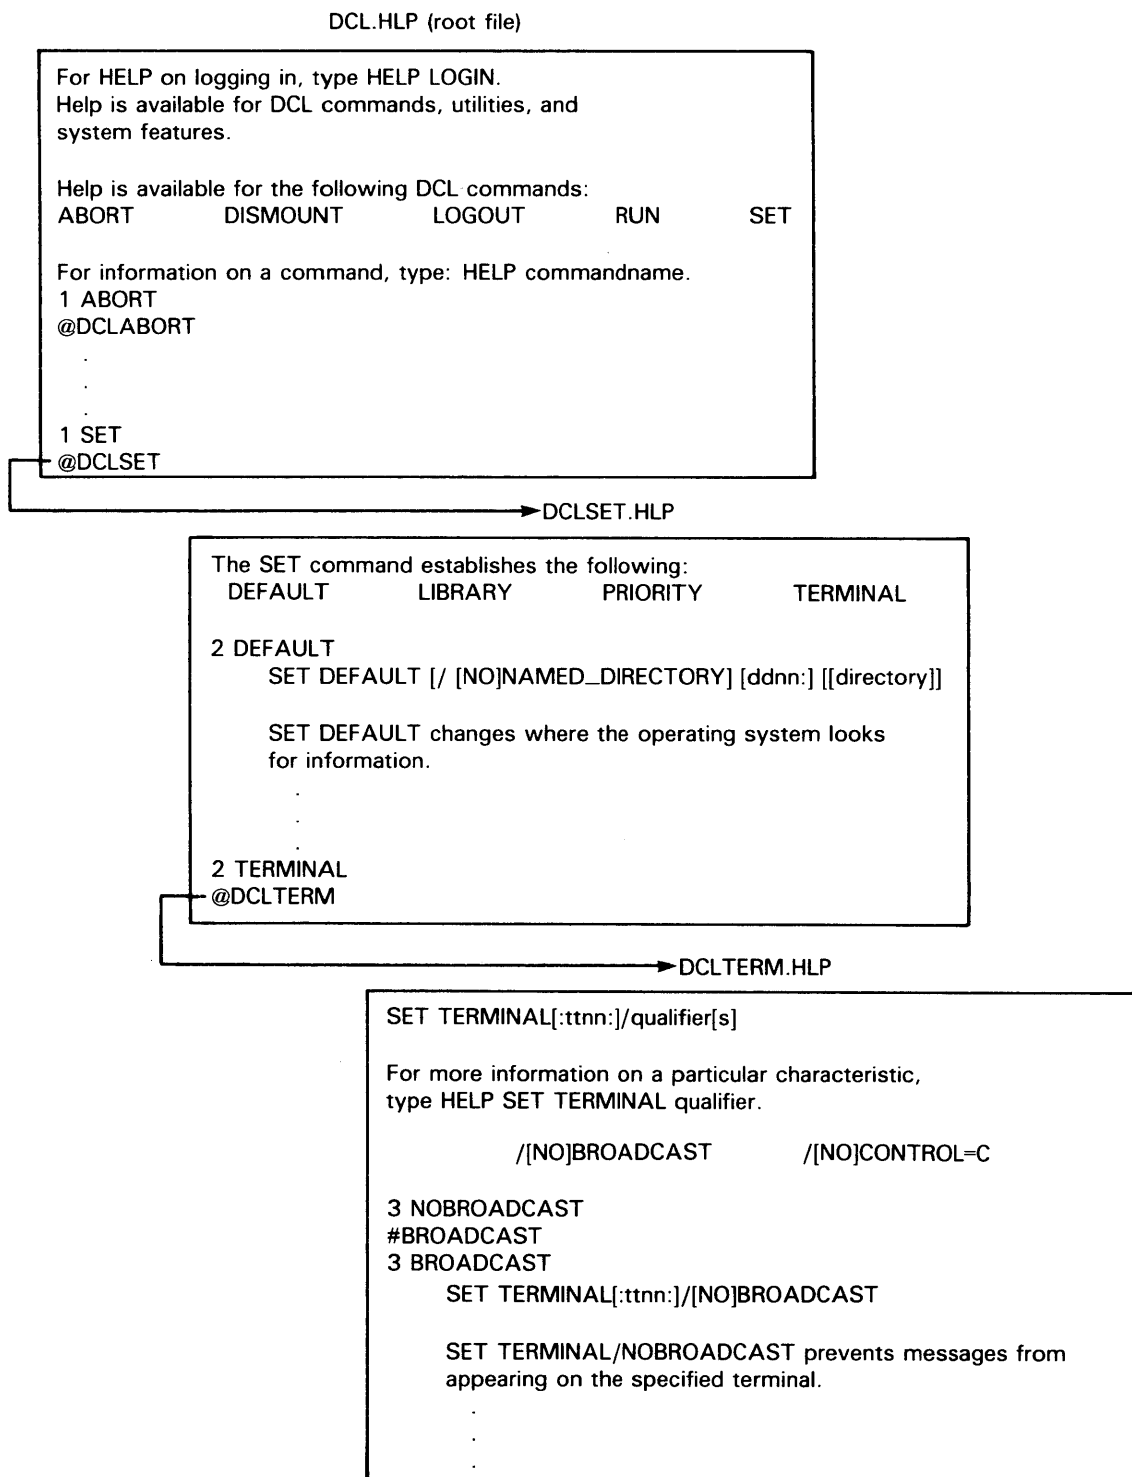 DCL.HLP (root file)
For HELP on logging in, type HELP LOGIN.
Help is available for DCL commands, utilities, and
system features.
Help is available for the following DCL commands:
ABORT DISMOUNT LOGOUT RUN SET
For information on a command, type: HELP commandname.
1 ABORT
@DCLABORT
.
.
.
1 SET
@DCLSET
DCLSET.HLP
The SET command establishes the following:
DEFAULT LIBRARY PRIORITY TERMINAL
2 DEFAULT
SET DEFAULT [/ [NO]NAMED_DIRECTORY] [ddnn:] [[directory]]
SET DEFAULT changes where the operating system looks
for information.
.
.
.
2 TERMINAL
@DCLTERM
DCLTERM.HLP
SET TERMINAL[:ttnn:]/qualifier[s]
For more information on a particular characteristic,
type HELP SET TERMINAL qualifier.
/[NO]BROADCAST /[NO]CONTROL=C
3 NOBROADCAST
#BROADCAST
3 BROADCAST
SET TERMINAL[:ttnn:]/[NO]BROADCAST
SET TERMINAL/NOBROADCAST prevents messages from
appearing on the specified terminal.
.
.
.